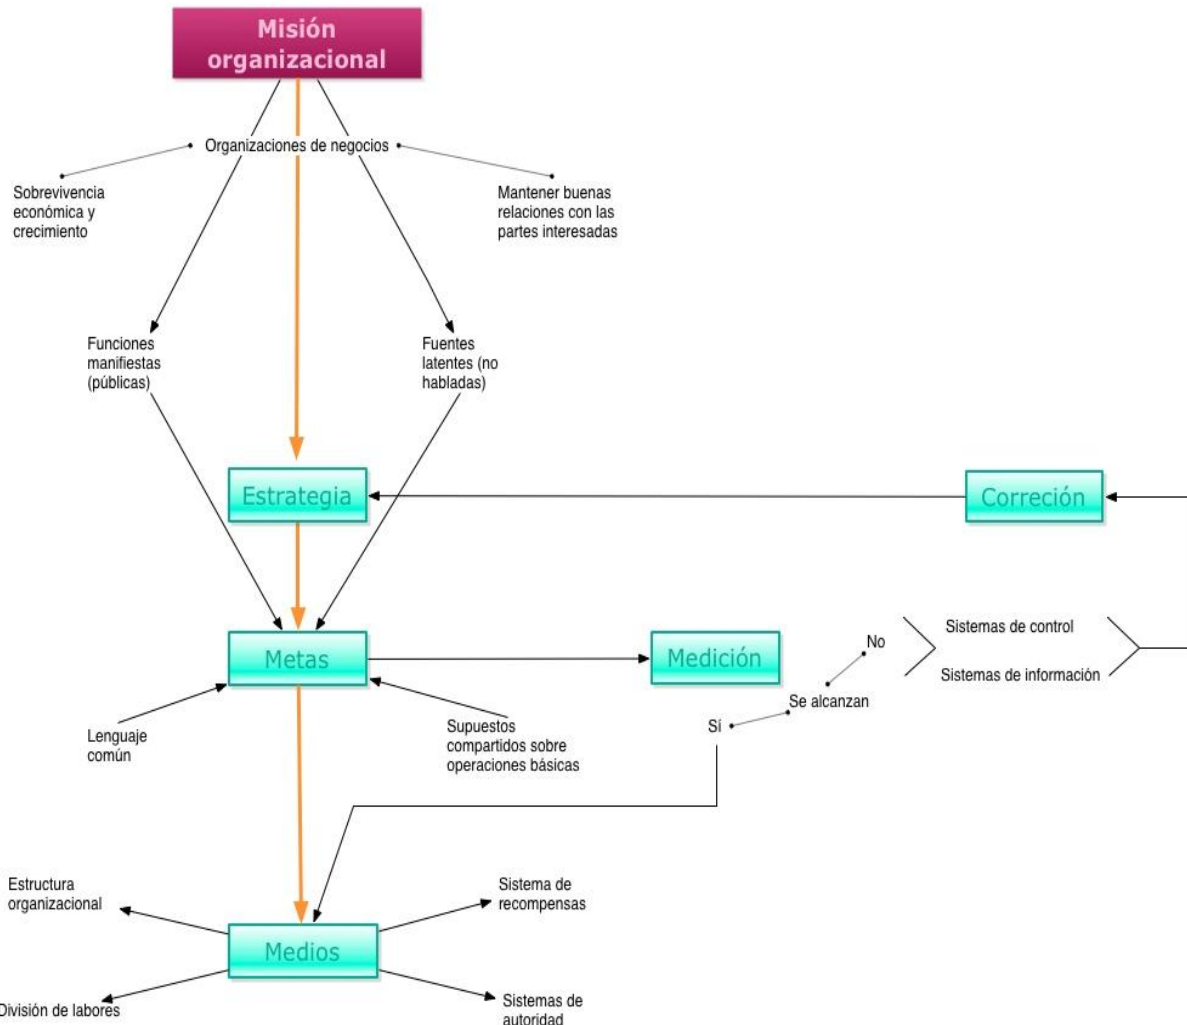 Misión
organizacional
Organizaciones de negocios
Sobrevivencia
económica y
crecimiento
Mantener buenas
relaciones con las
partes interesadas
Funciones
manifiestas
(públicas)
Fuentes
latentes (no
habladas)
Estrategia
Correción
Metas
Medición
No
Sistemas de control
Sistemas de información
Se alcanzan
Sí
Lenguaje
común
Supuestos
compartidos sobre
operaciones básicas
Estructura
organizacional
Sistema de
recompensas
Medios
División de labores
Sistemas de
autoridad